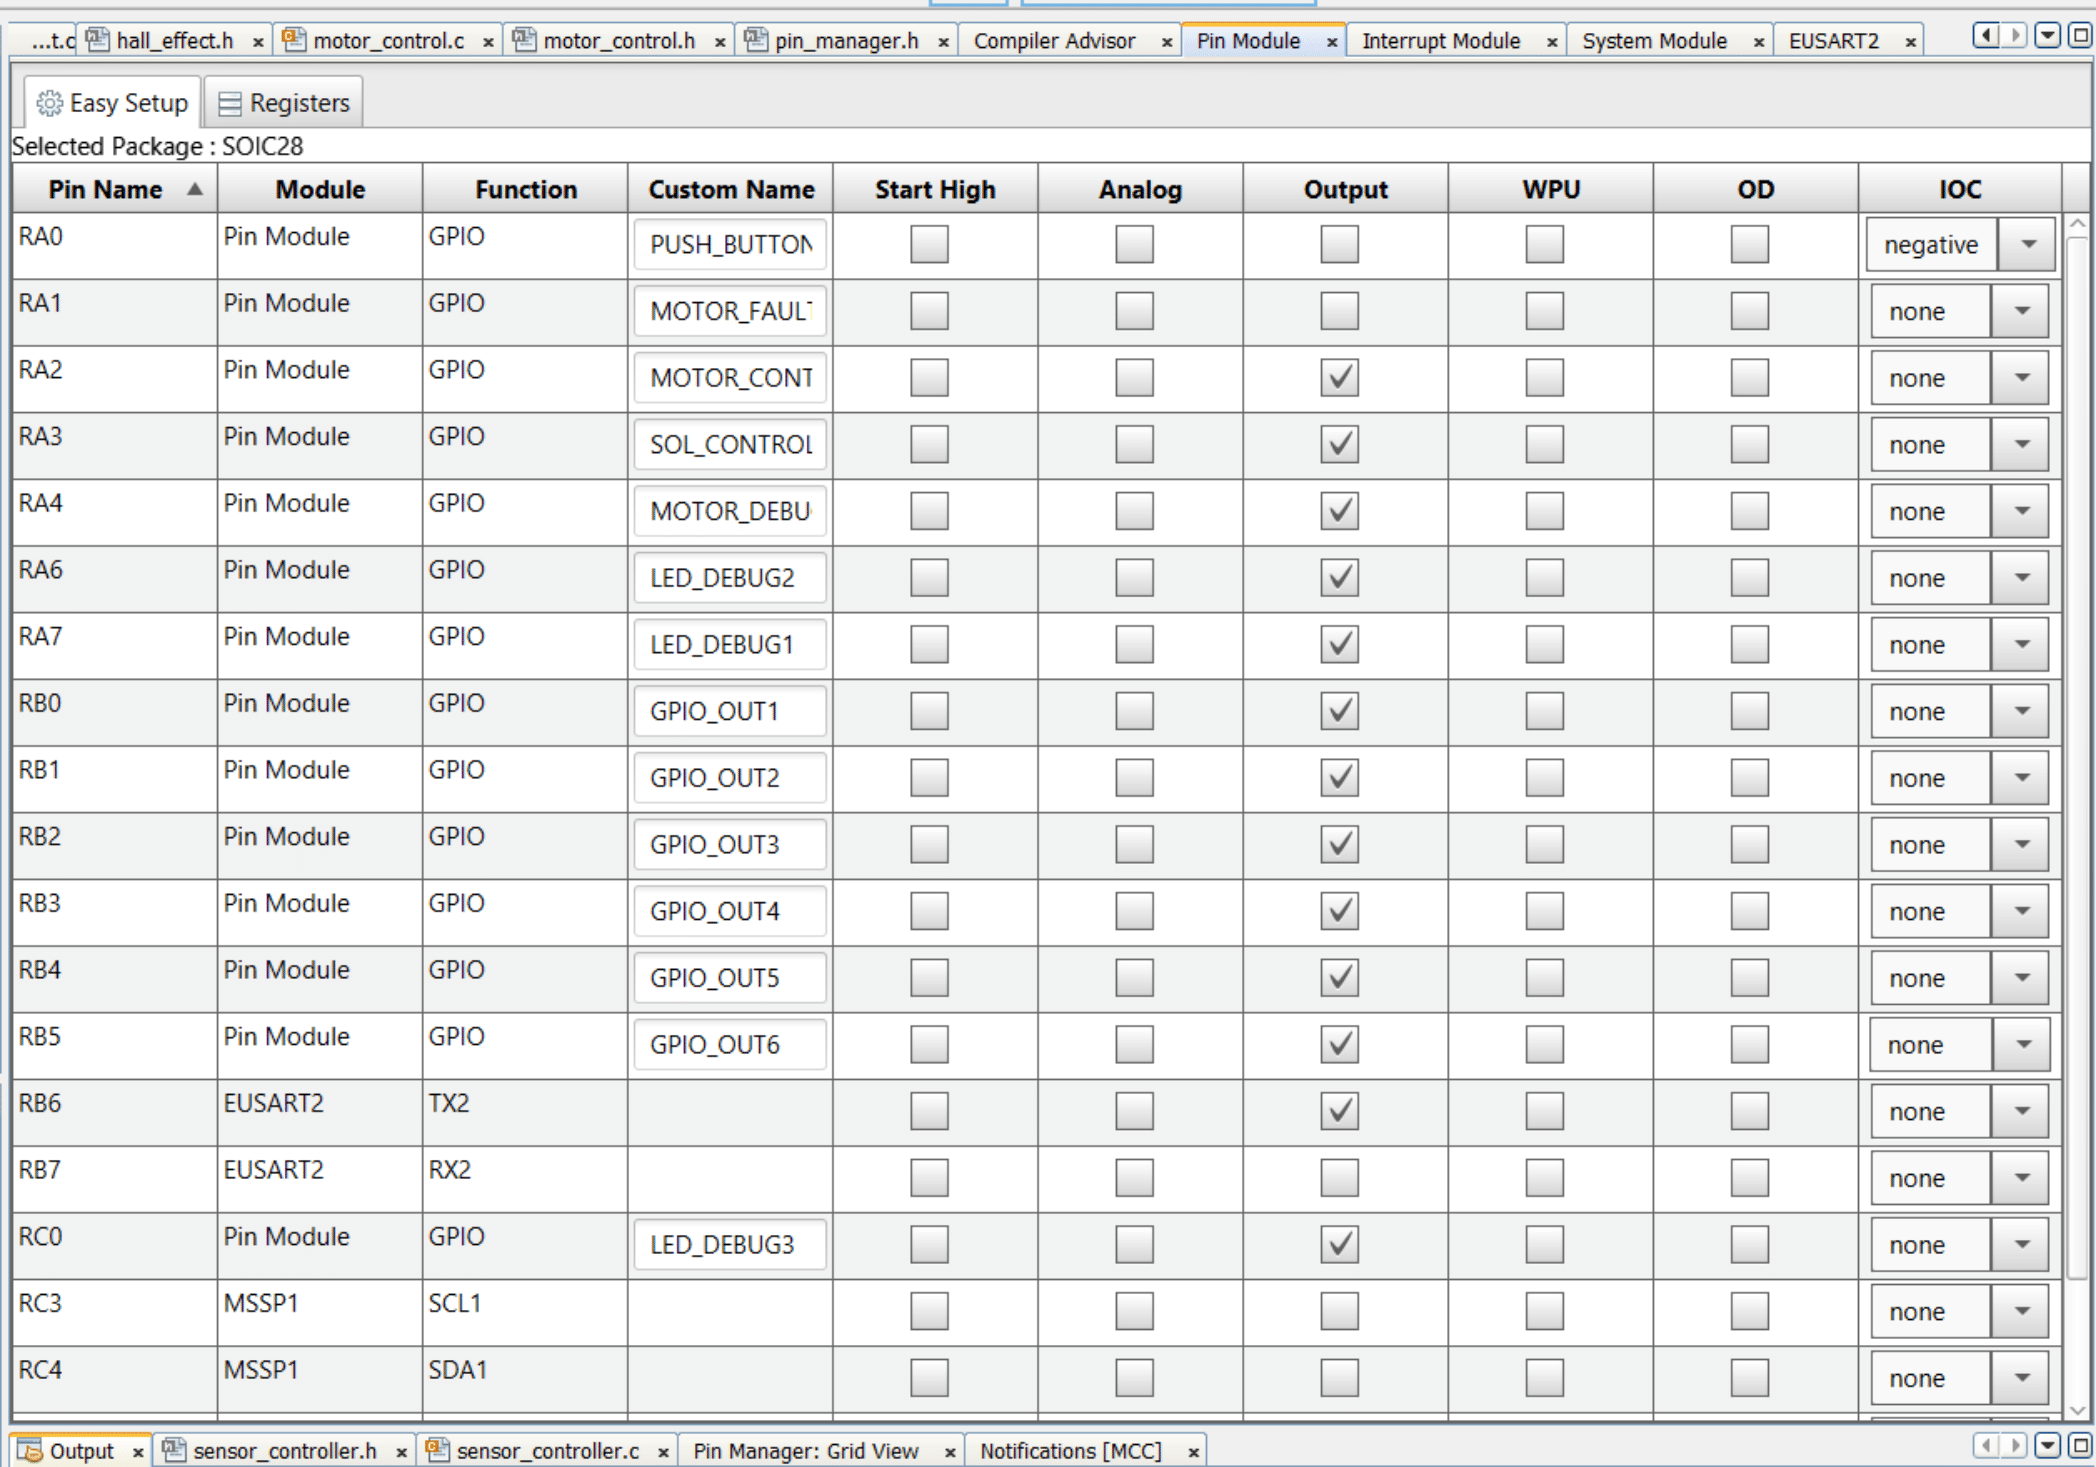 ...t.c hall_effect.h motor_control.c motor_control.h pin_manager.h Compiler Advisor Pin Module Interrupt Module System Module EUSART2
Easy Setup Registers
Selected Package : SOIC28
Pin Name Module Function Custom Name Start High Analog Output WPU OD IOC
RA0 Pin Module GPIO PUSH_BUTTON negative
RA1 Pin Module GPIO MOTOR_FAULT none
RA2 Pin Module GPIO MOTOR_CONT none
RA3 Pin Module GPIO SOL_CONTROL none
RA4 Pin Module GPIO MOTOR_DEBU none
RA6 Pin Module GPIO LED_DEBUG2 none
RA7 Pin Module GPIO LED_DEBUG1 none
RB0 Pin Module GPIO GPIO_OUT1 none
RB1 Pin Module GPIO GPIO_OUT2 none
RB2 Pin Module GPIO GPIO_OUT3 none
RB3 Pin Module GPIO GPIO_OUT4 none
RB4 Pin Module GPIO GPIO_OUT5 none
RB5 Pin Module GPIO GPIO_OUT6 none
RB6 EUSART2 TX2 none
RB7 EUSART2 RX2 none
RC0 Pin Module GPIO LED_DEBUG3 none
RC3 MSSP1 SCL1 none
RC4 MSSP1 SDA1 none
Output sensor_controller.h sensor_controller.c Pin Manager: Grid View Notifications [MCC]